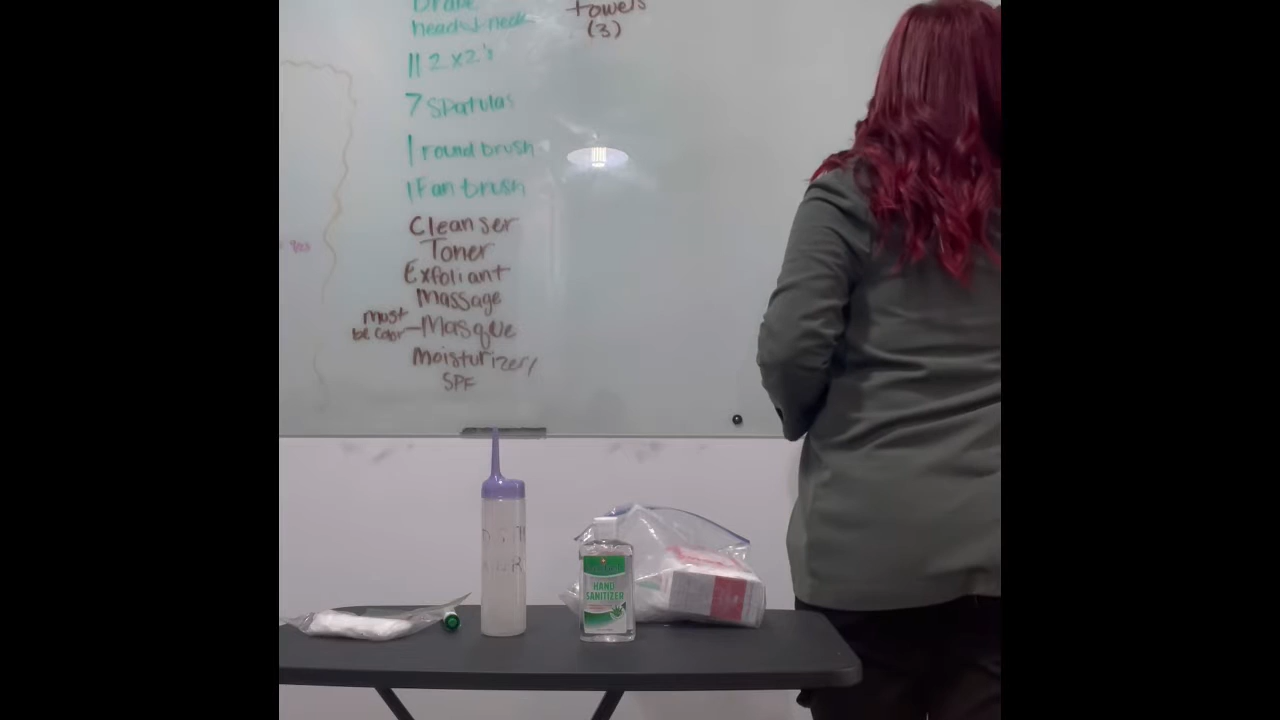 Drape
head & neck
11 2x2's
7 Spatulas
1 round brush
1 Fan brush
Cleanser
Toner
Exfoliant
Massage
must
be color - Masque
Moisturizer/
SPF
towels
(3)
HAND
SANITIZER